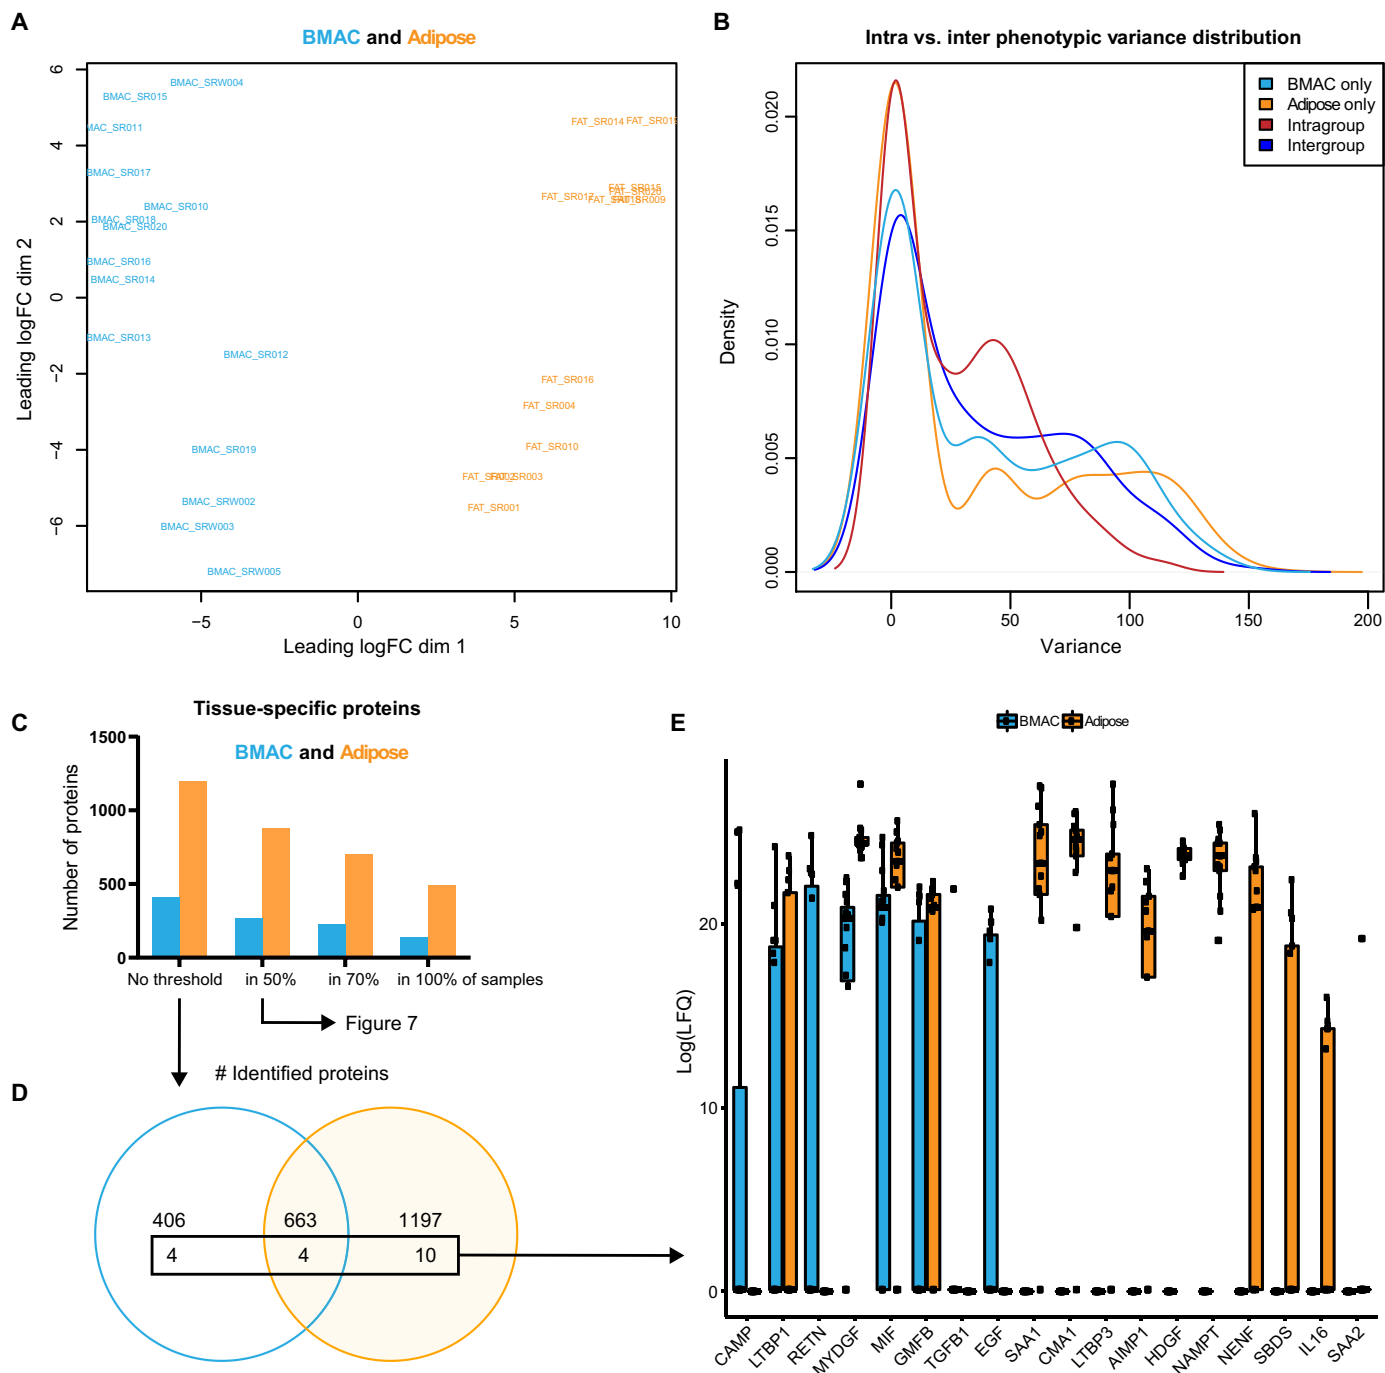 A
BMAC and Adipose
6
4
2
0
−2
−4
−6
Leading logFC dim 2
BMAC_SRW004
BMAC_SR015
MAC_SR011
BMAC_SR017
BMAC_SR010
BMAC_SR018
BMAC_SR020
BMAC_SR016
BMAC_SR014
BMAC_SR013
BMAC_SR012
BMAC_SR019
BMAC_SRW002
BMAC_SRW003
BMAC_SRW005
FAT_SR014
FAT_SR015
FAT_SR020
FAT_SR017
FAT_SR018
FAT_SR009
FAT_SR016
FAT_SR004
FAT_SR010
FAT_SR002
FAT_SR003
FAT_SR001
−5
0
5
10
Leading logFC dim 1
B
Intra vs. inter phenotypic variance distribution
BMAC only
Adipose only
Intragroup
Intergroup
0.020
0.015
0.010
0.005
0.000
Density
0
50
100
150
200
Variance
C
Tissue-specific proteins
BMAC and Adipose
1500
1000
500
0
Number of proteins
No threshold
in 50%
in 70%
in 100% of samples
Figure 7
# Identified proteins
D
406
663
1197
4
4
10
E
BMAC
Adipose
20
10
0
Log(LFQ)
CAMP
LTBP1
RETN
MYDGF
MIF
GMFB
TGFB1
EGF
SAA1
CMA1
LTBP3
AIMP1
HDGF
NAMPT
NENF
SBDS
IL16
SAA2